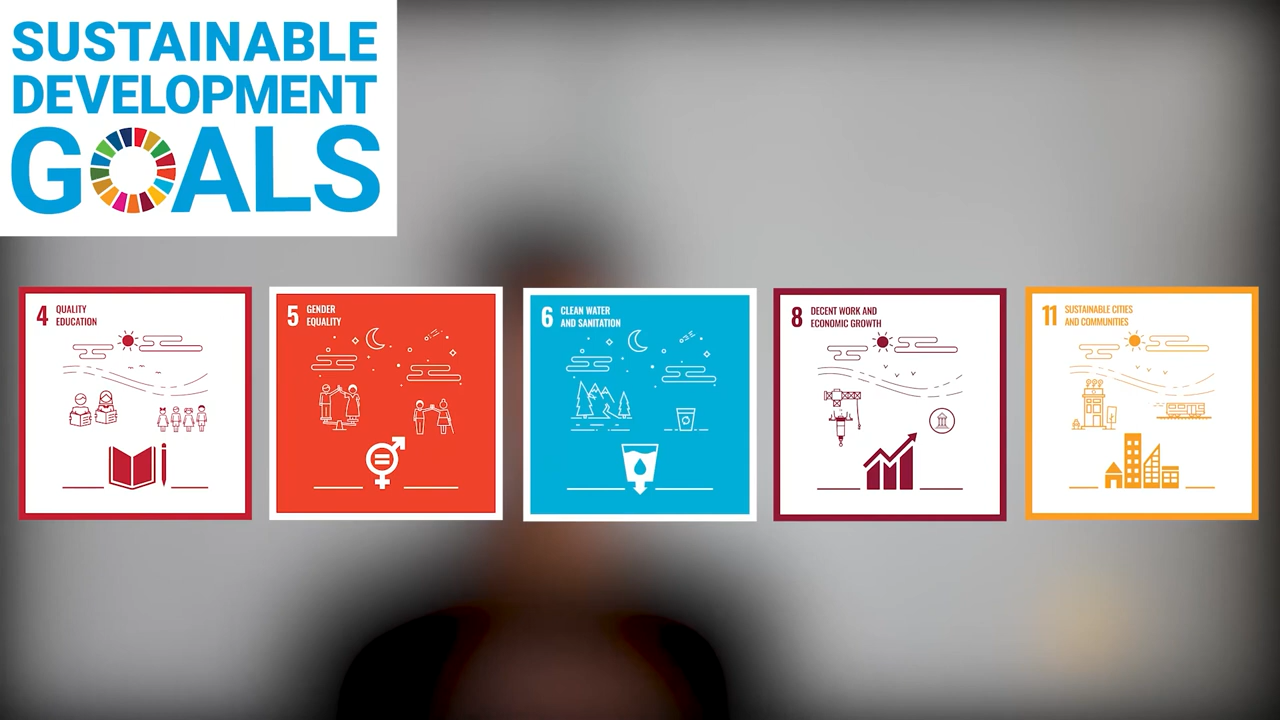 SUSTAINABLE
DEVELOPMENT
GOALS
4 QUALITY
EDUCATION
5 GENDER
EQUALITY
6 CLEAN WATER
AND SANITATION
8 DECENT WORK AND
ECONOMIC GROWTH
11 SUSTAINABLE CITIES
AND COMMUNITIES